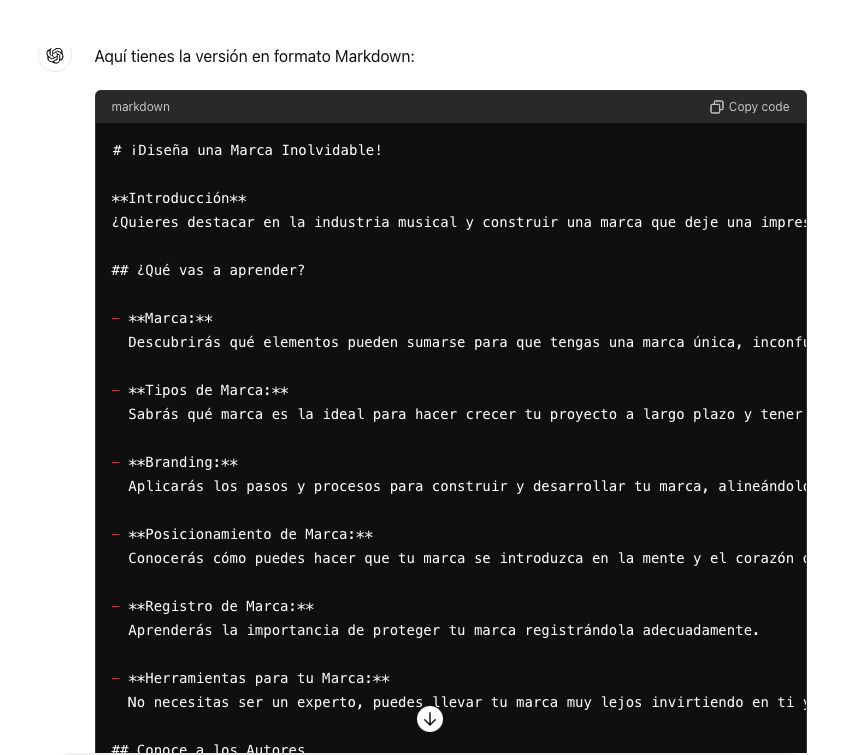 Aquí tienes la versión en formato Markdown:
markdown
Copy code
# ¡Diseña una Marca Inolvidable!
**Introducción**
¿Quieres destacar en la industria musical y construir una marca que deje una impres
## ¿Qué vas a aprender?
- **Marca:**
Descubrirás qué elementos pueden sumarse para que tengas una marca única, inconfu
- **Tipos de Marca:**
Sabrás qué marca es la ideal para hacer crecer tu proyecto a largo plazo y tener
- **Branding:**
Aplicarás los pasos y procesos para construir y desarrollar tu marca, alineándolo
- **Posicionamiento de Marca:**
Conocerás cómo puedes hacer que tu marca se introduzca en la mente y el corazón
- **Registro de Marca:**
Aprenderás la importancia de proteger tu marca registrándola adecuadamente.
- **Herramientas para tu Marca:**
No necesitas ser un experto, puedes llevar tu marca muy lejos invirtiendo en ti y
## Conoce a los Autores